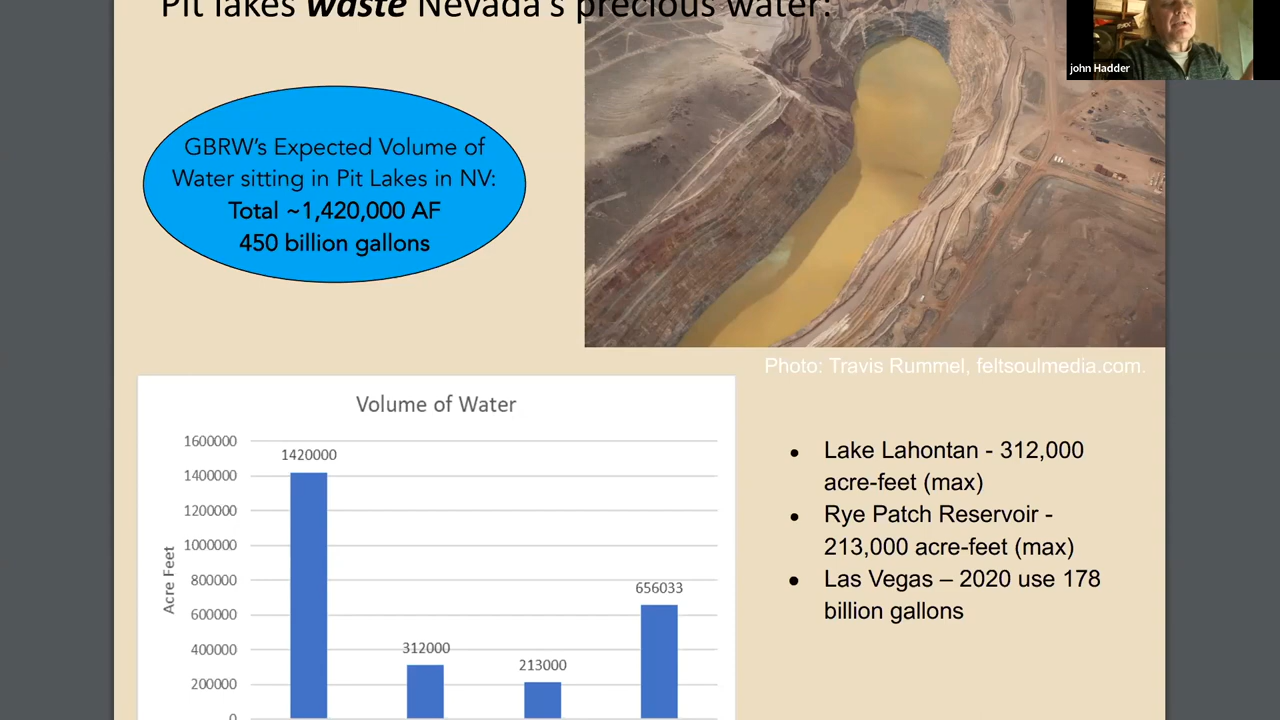 Pit lakes waste Nevada's precious water:
john Hadder
GBRW's Expected Volume of
Water sitting in Pit Lakes in NV:
Total ~1,420,000 AF
450 billion gallons
Photo: Travis Rummel, feltsoulmedia.com.
Volume of Water
Acre Feet
1600000
1400000
1200000
1000000
800000
600000
400000
200000
0
1420000
312000
213000
656033
• Lake Lahontan - 312,000
acre-feet (max)
• Rye Patch Reservoir -
213,000 acre-feet (max)
• Las Vegas – 2020 use 178
billion gallons